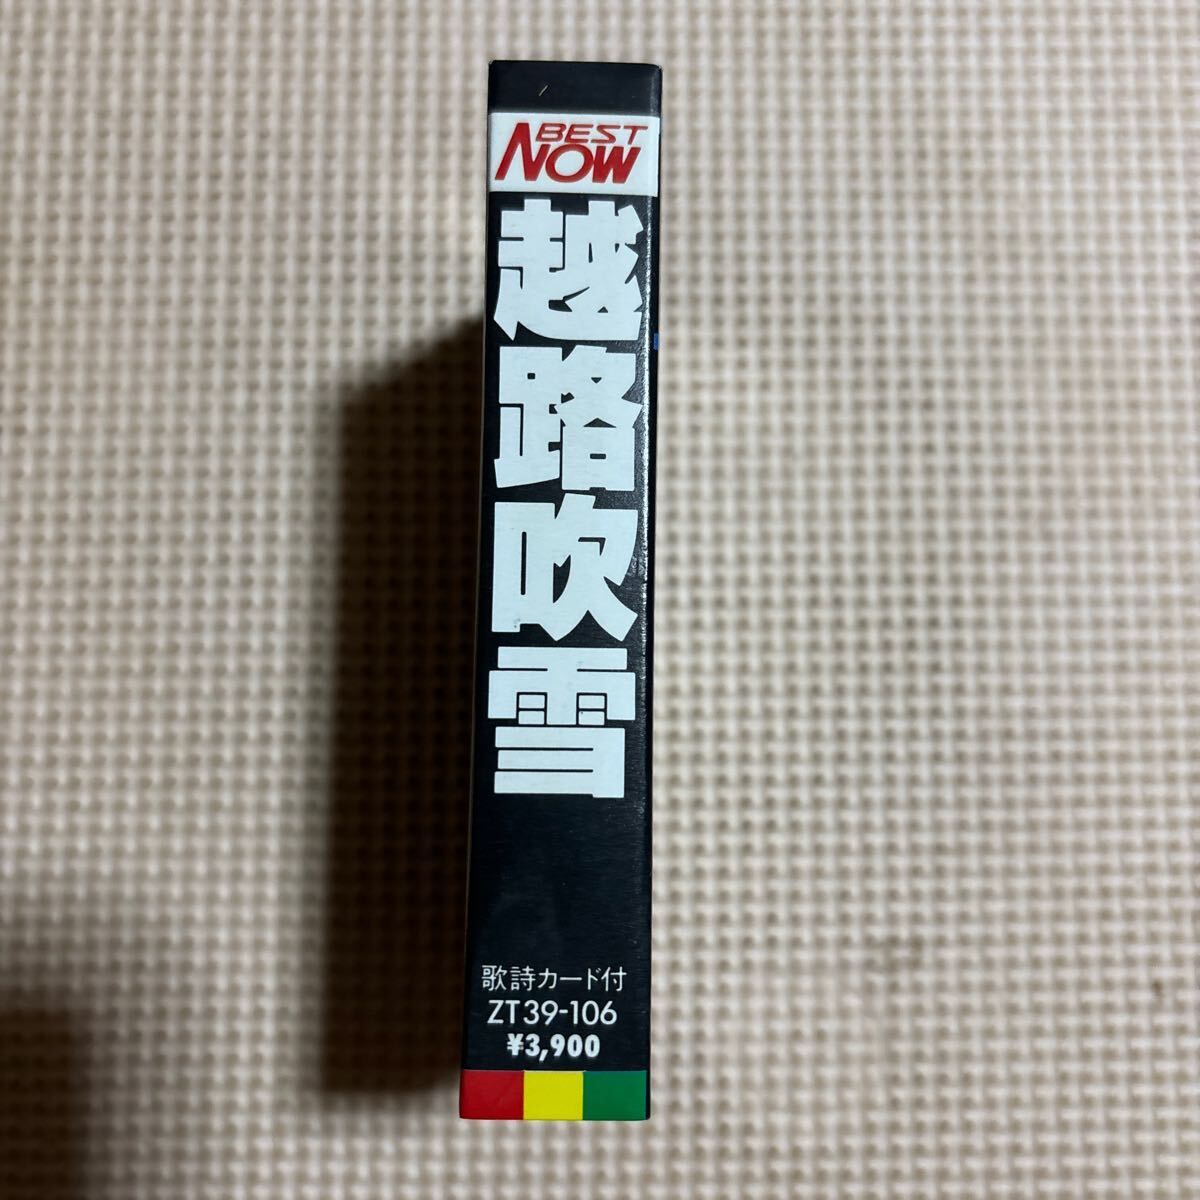 BEST
NOW
越路吹雪
歌詩カード付
ZT39-106
¥3,900